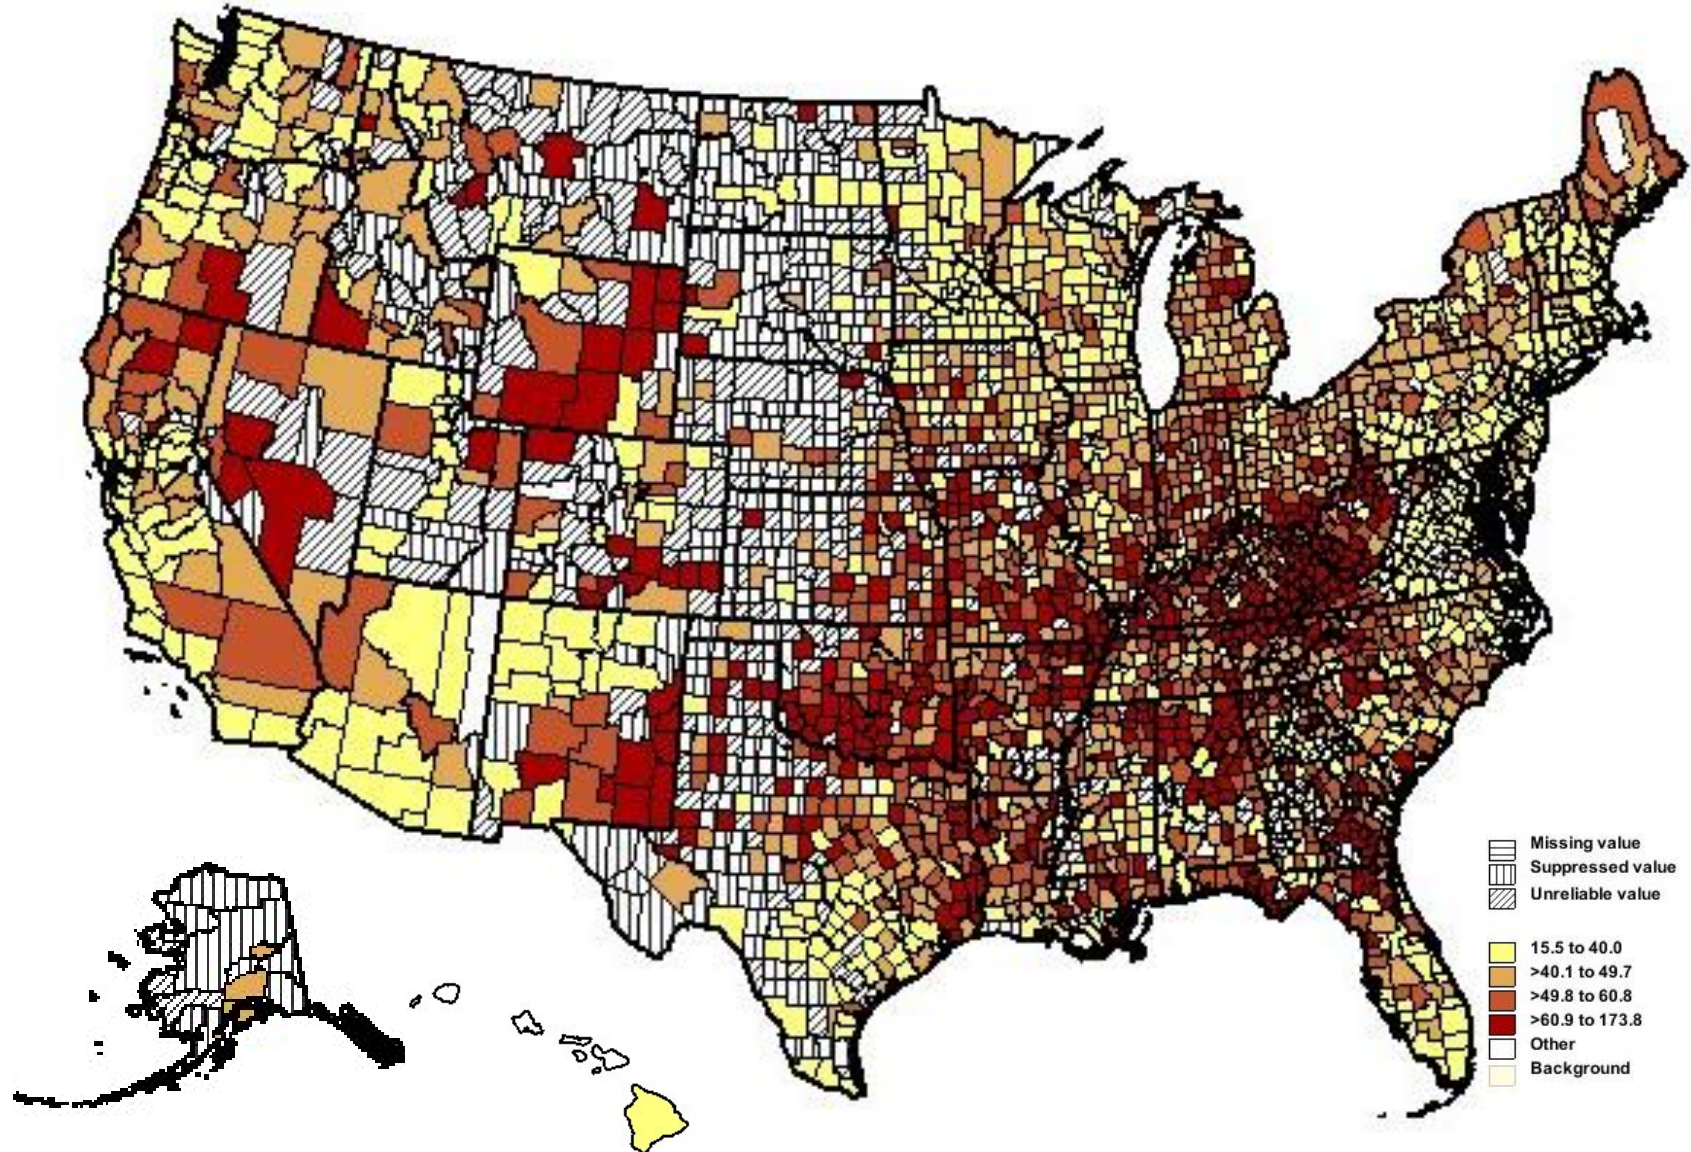 Missing value
Suppressed value
Unreliable value
15.5 to 40.0
>40.1 to 49.7
>49.8 to 60.8
>60.9 to 173.8
Other
Background